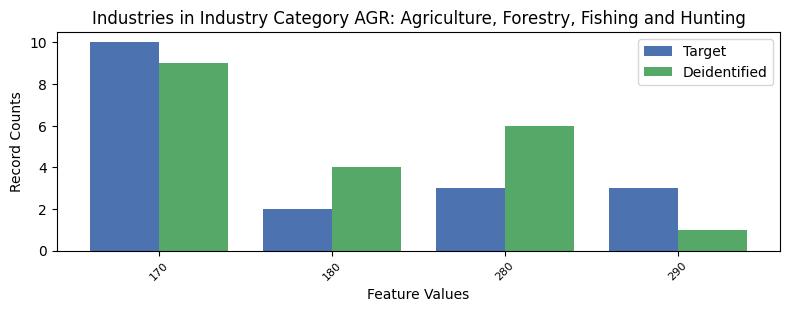 Industries in Industry Category AGR: Agriculture, Forestry, Fishing and Hunting
Target
Deidentified
Record Counts
10
8
6
4
2
0
170
180
280
290
Feature Values